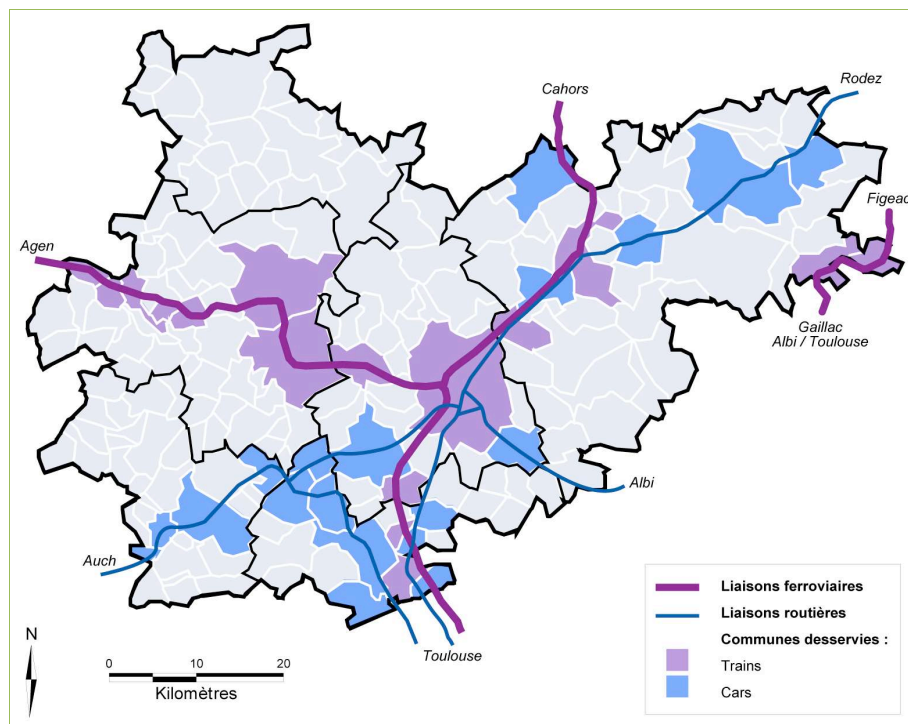 Cahors
Rodez
Figeac
Agen
Gaillac
Albi / Toulouse
Albi
Auch
Toulouse
N
0 10 20
Kilomètres
Liaisons ferroviaires
Liaisons routières
Communes desservies :
Trains
Cars